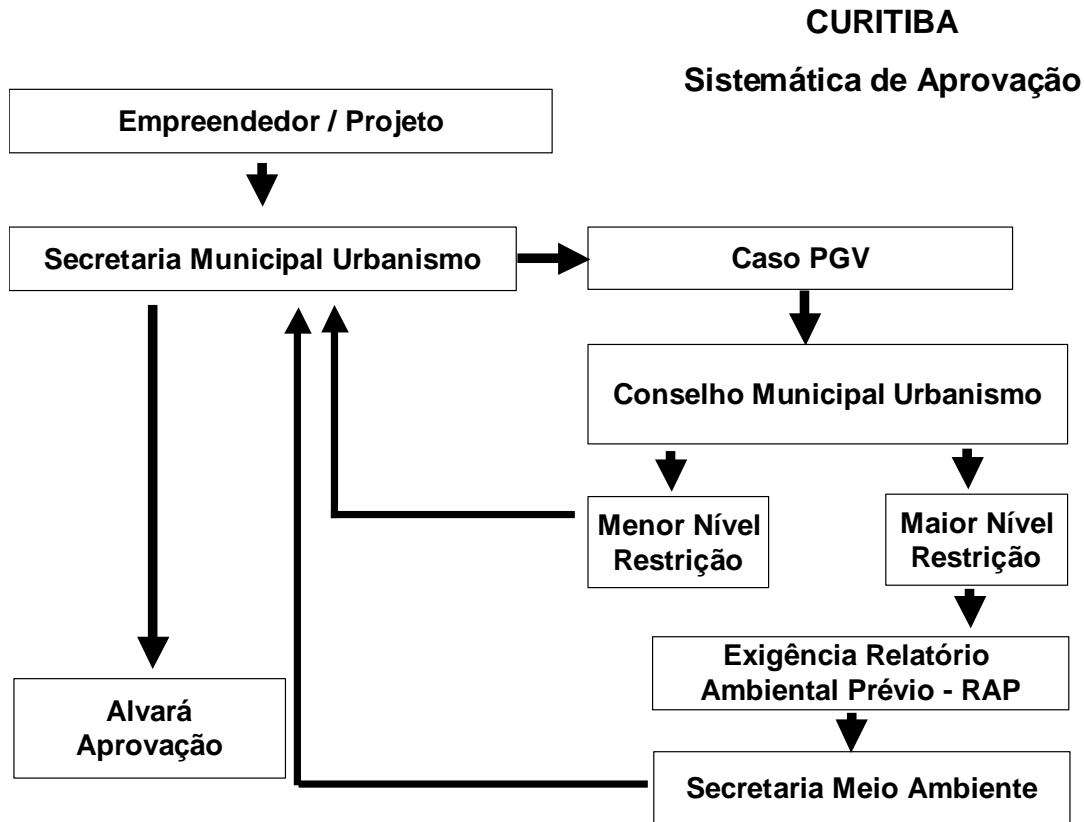 CURITIBA
Sistemática de Aprovação
Empreendedor / Projeto
Secretaria Municipal Urbanismo
Caso PGV
Conselho Municipal Urbanismo
Menor Nível
Restrição
Maior Nível
Restrição
Exigência Relatório
Ambiental Prévio - RAP
Alvará
Aprovação
Secretaria Meio Ambiente